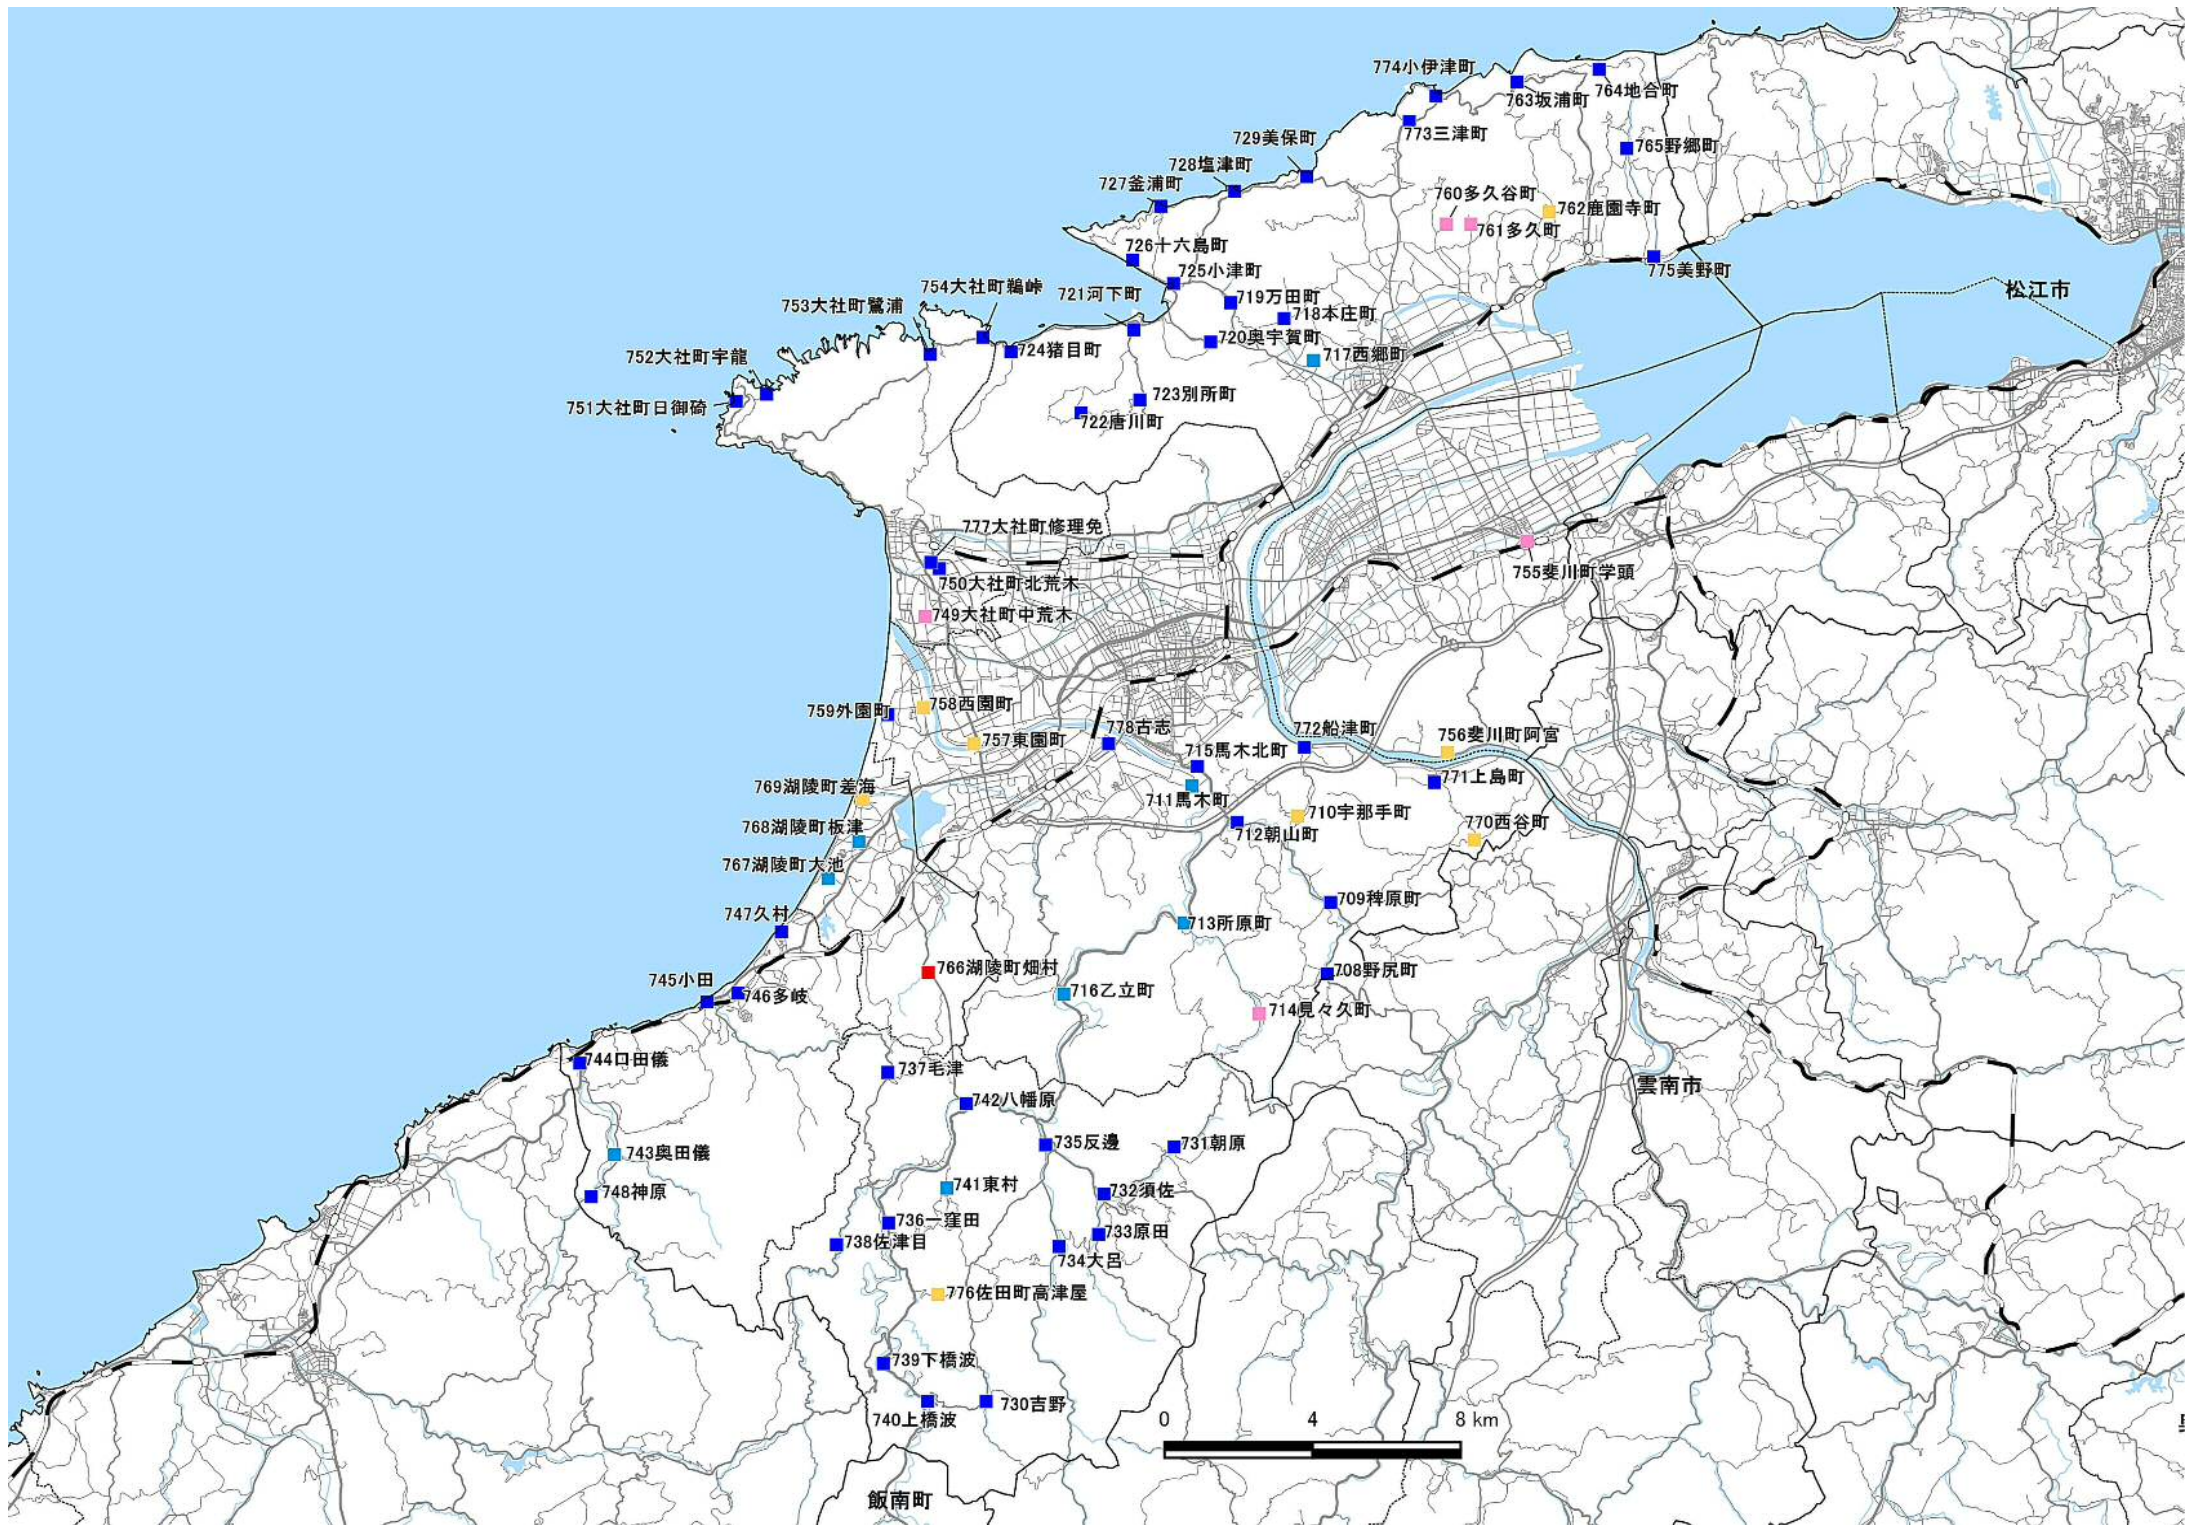 774小伊津町
764地合町
763坂浦町
773三津町
729美保町
765野郷町
728塩津町
727釜浦町
760多久谷町
762鹿園寺町
761多久町
726十六島町
725小津町
775美野町
754大社町鵜峠
721河下町
松江市
753大社町鷺浦
719万田町
718本庄町
720奥宇賀町
724猪目町
717西郷町
752大社町宇龍
723別所町
751大社町日御碕
722唐川町
777大社町修理免
755斐川町学頭
750大社町北荒木
749大社町中荒木
758西園町
759外園町
778古志
772船津町
756斐川町阿宮
757東園町
715馬木北町
771上島町
769湖陵町差海
711馬木町
710宇那手町
770西谷町
768湖陵町板津
712朝山町
767湖陵町大池
709稗原町
747久村
713所原町
766湖陵町畑村
708野尻町
745小田
746多岐
716乙立町
714見々久町
744口田儀
737毛津
雲南市
742八幡原
735反邊
731朝原
743奥田儀
741東村
748神原
732須佐
736一窪田
733原田
738佐津目
734大呂
776佐田町高津屋
739下橋波
730吉野
740上橋波
0 4 8 km
飯南町